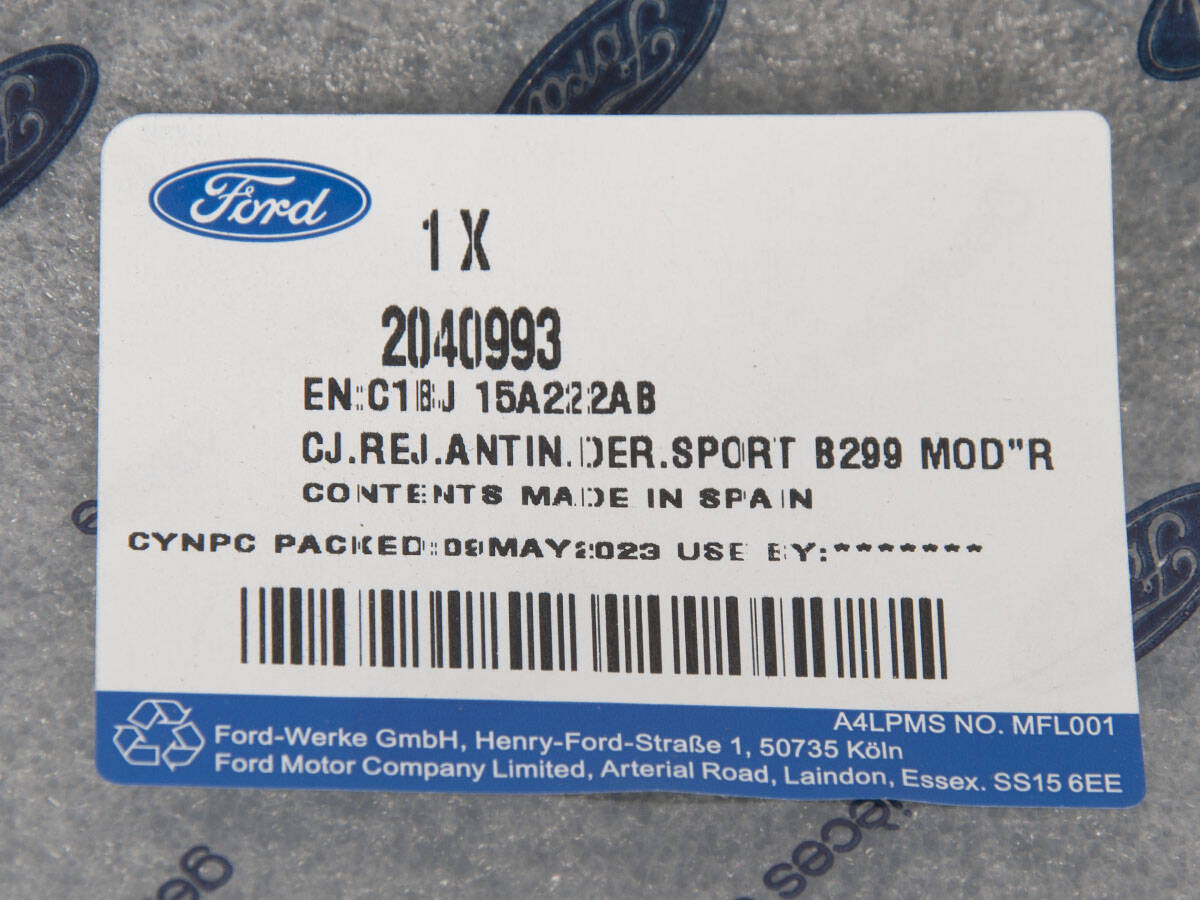 Ford
Ford
Ford
1 X
2040993
EN:C1BJ 15A222AB
CJ.REJ.ANTIN.DER.SPORT B299 MOD"R
CONTENTS MADE IN SPAIN
CYNPC PACKED:09MAY2023 USE BY:*******
A4LPMS NO. MFL001
Ford-Werke GmbH, Henry-Ford-Straße 1, 50735 Köln
Ford Motor Company Limited, Arterial Road, Laindon, Essex. SS15 6EE